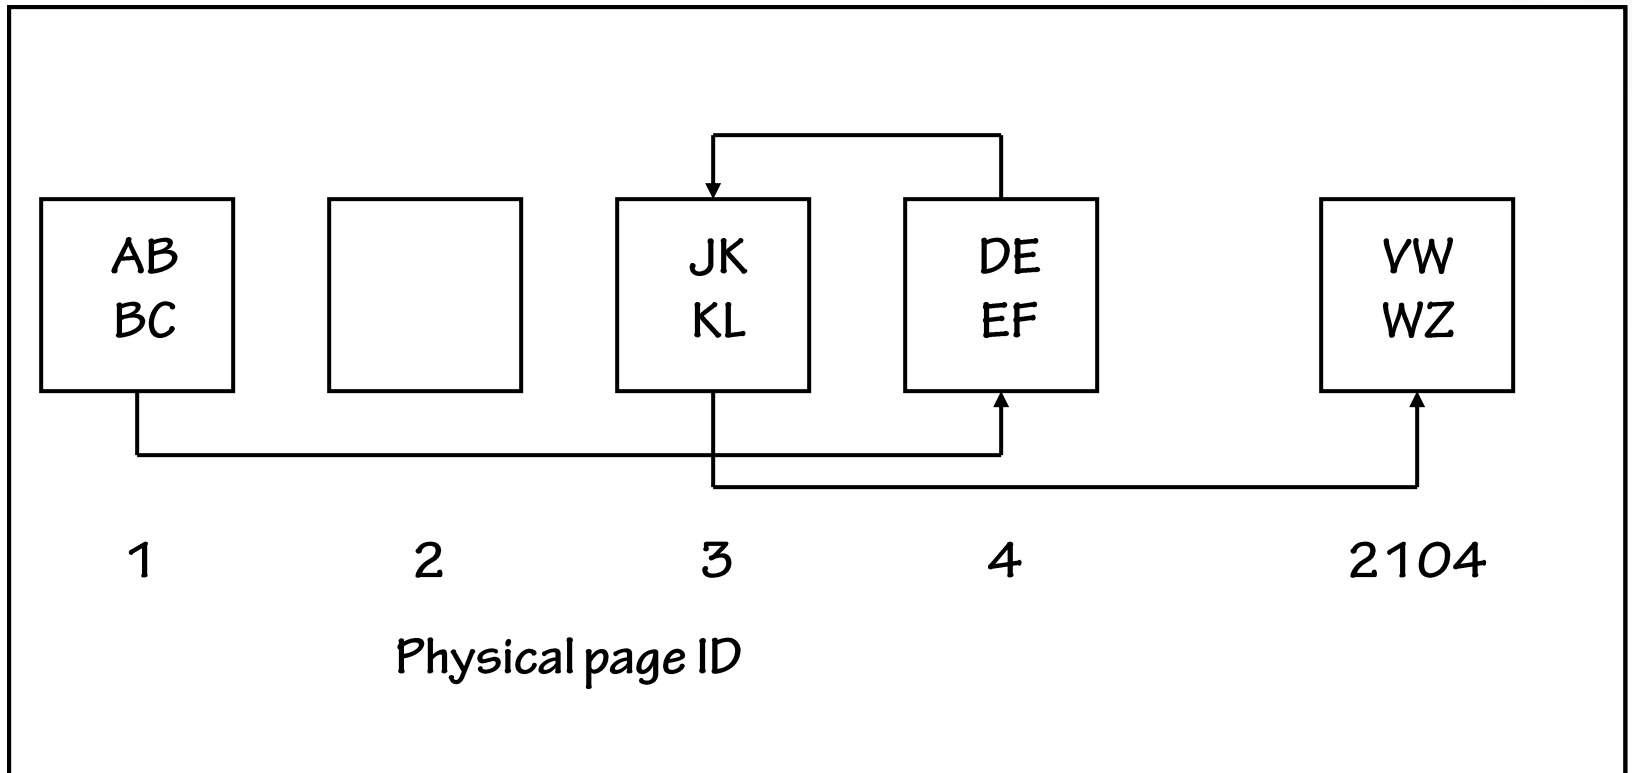 AB JK DE VW
BC KL EF WZ
1 2 3 4 2104
Physical page ID